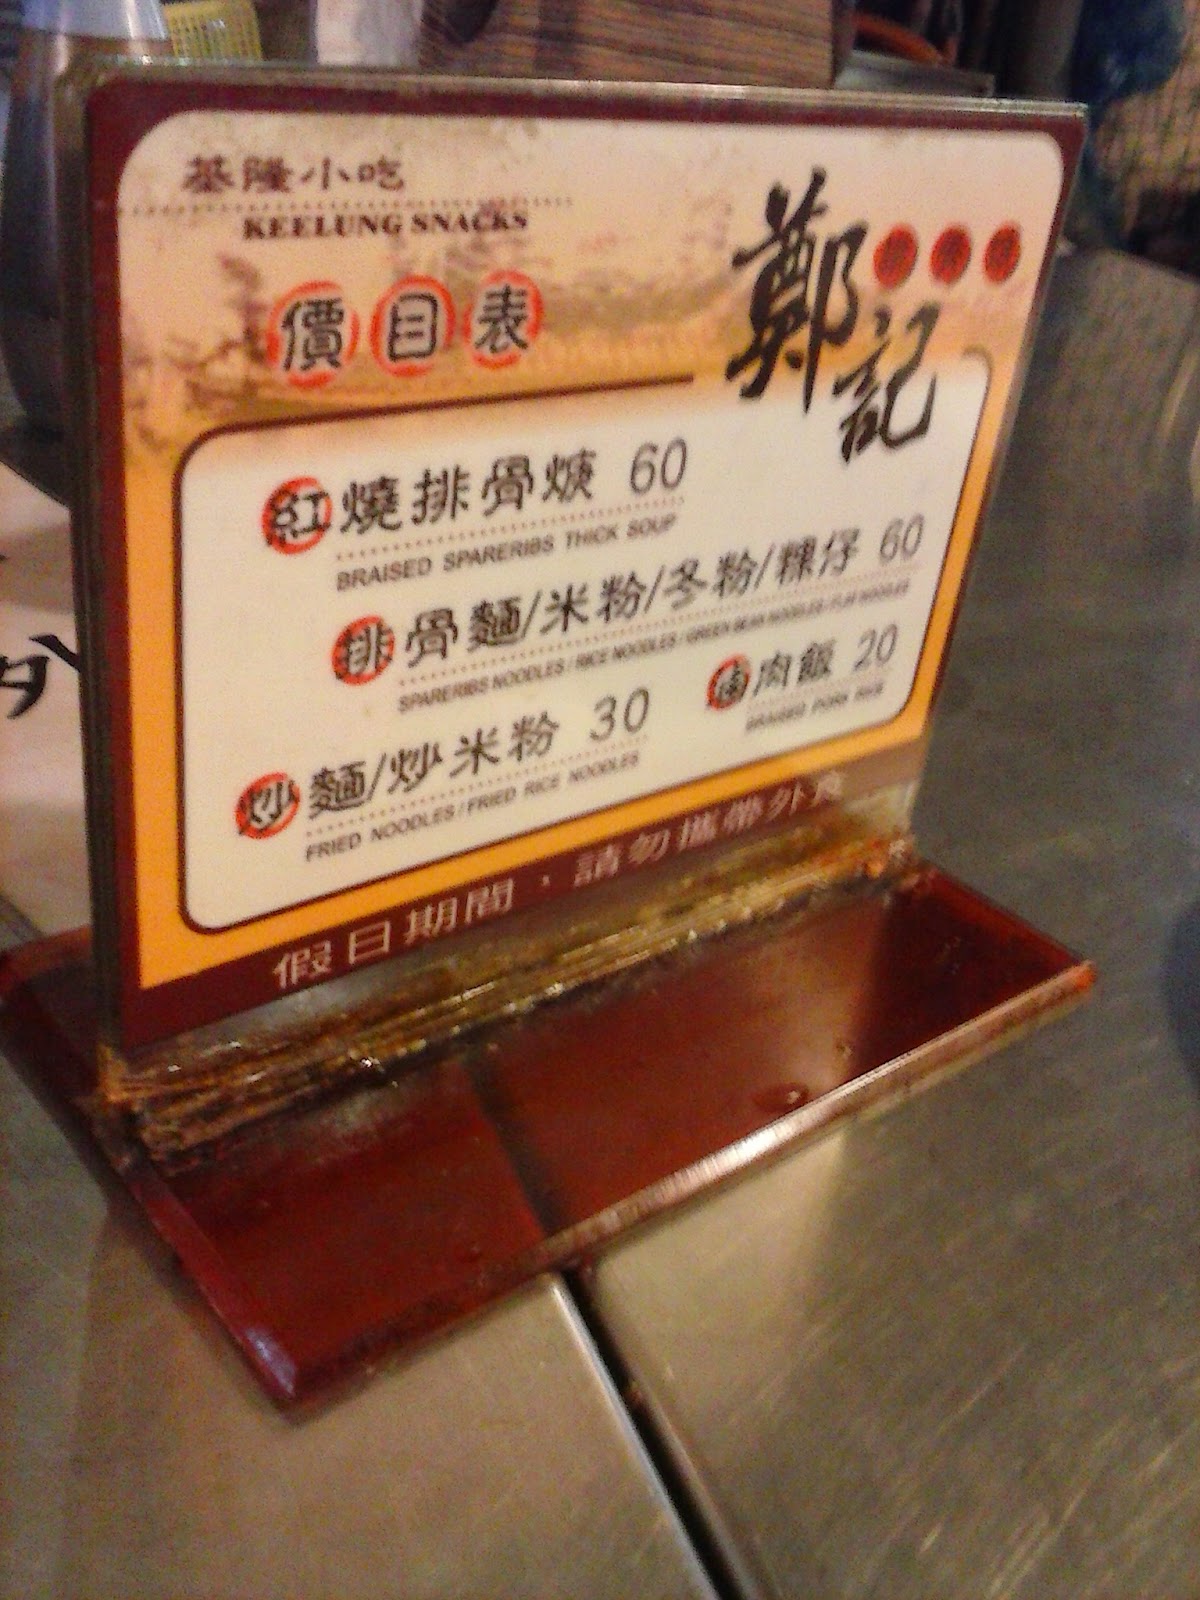 基隆小吃
KEELUNG SNACKS
價目表
鄭記
紅燒排骨焿 60
BRAISED SPARERIBS THICK SOUP
排骨麵/米粉/冬粉/粿仔 60
SPARERIBS NOODLES / RICE NOODLES / GREEN BEAN NOODLES / FLAT NOODLES
滷肉飯 20
BRAISED PORK RICE
炒麵/炒米粉 30
FRIED NOODLES / FRIED RICE NOODLES
假日期間，請勿攜帶外食